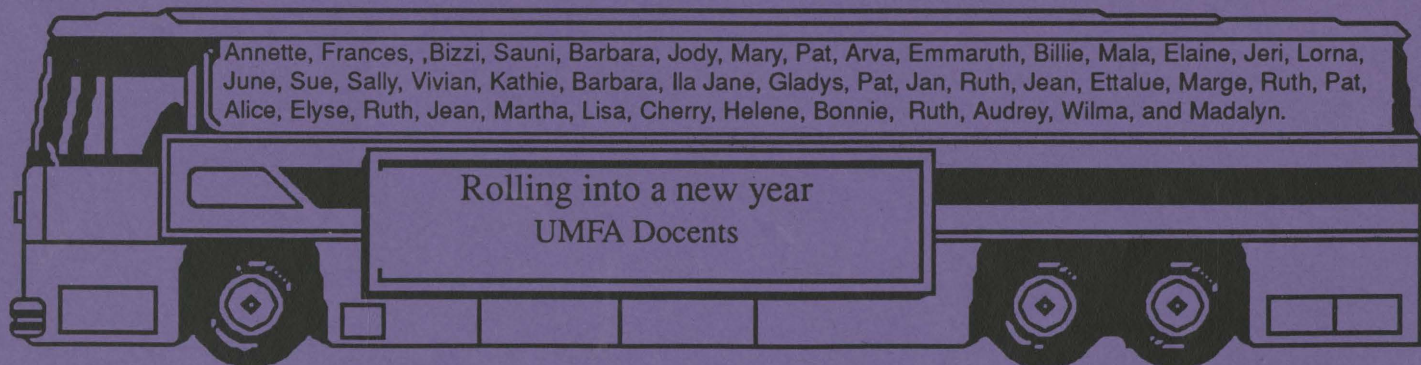 Annette, Frances, ,Bizzi, Sauni, Barbara, Jody, Mary, Pat, Arva, Emmaruth, Billie, Mala, Elaine, Jeri, Lorna,
June, Sue, Sally, Vivian, Kathie, Barbara, Ila Jane, Gladys, Pat, Jan, Ruth, Jean, Ettalue, Marge, Ruth, Pat,
Alice, Elyse, Ruth, Jean, Martha, Lisa, Cherry, Helene, Bonnie, Ruth, Audrey, Wilma, and Madalyn.
Rolling into a new year
UMFA Docents